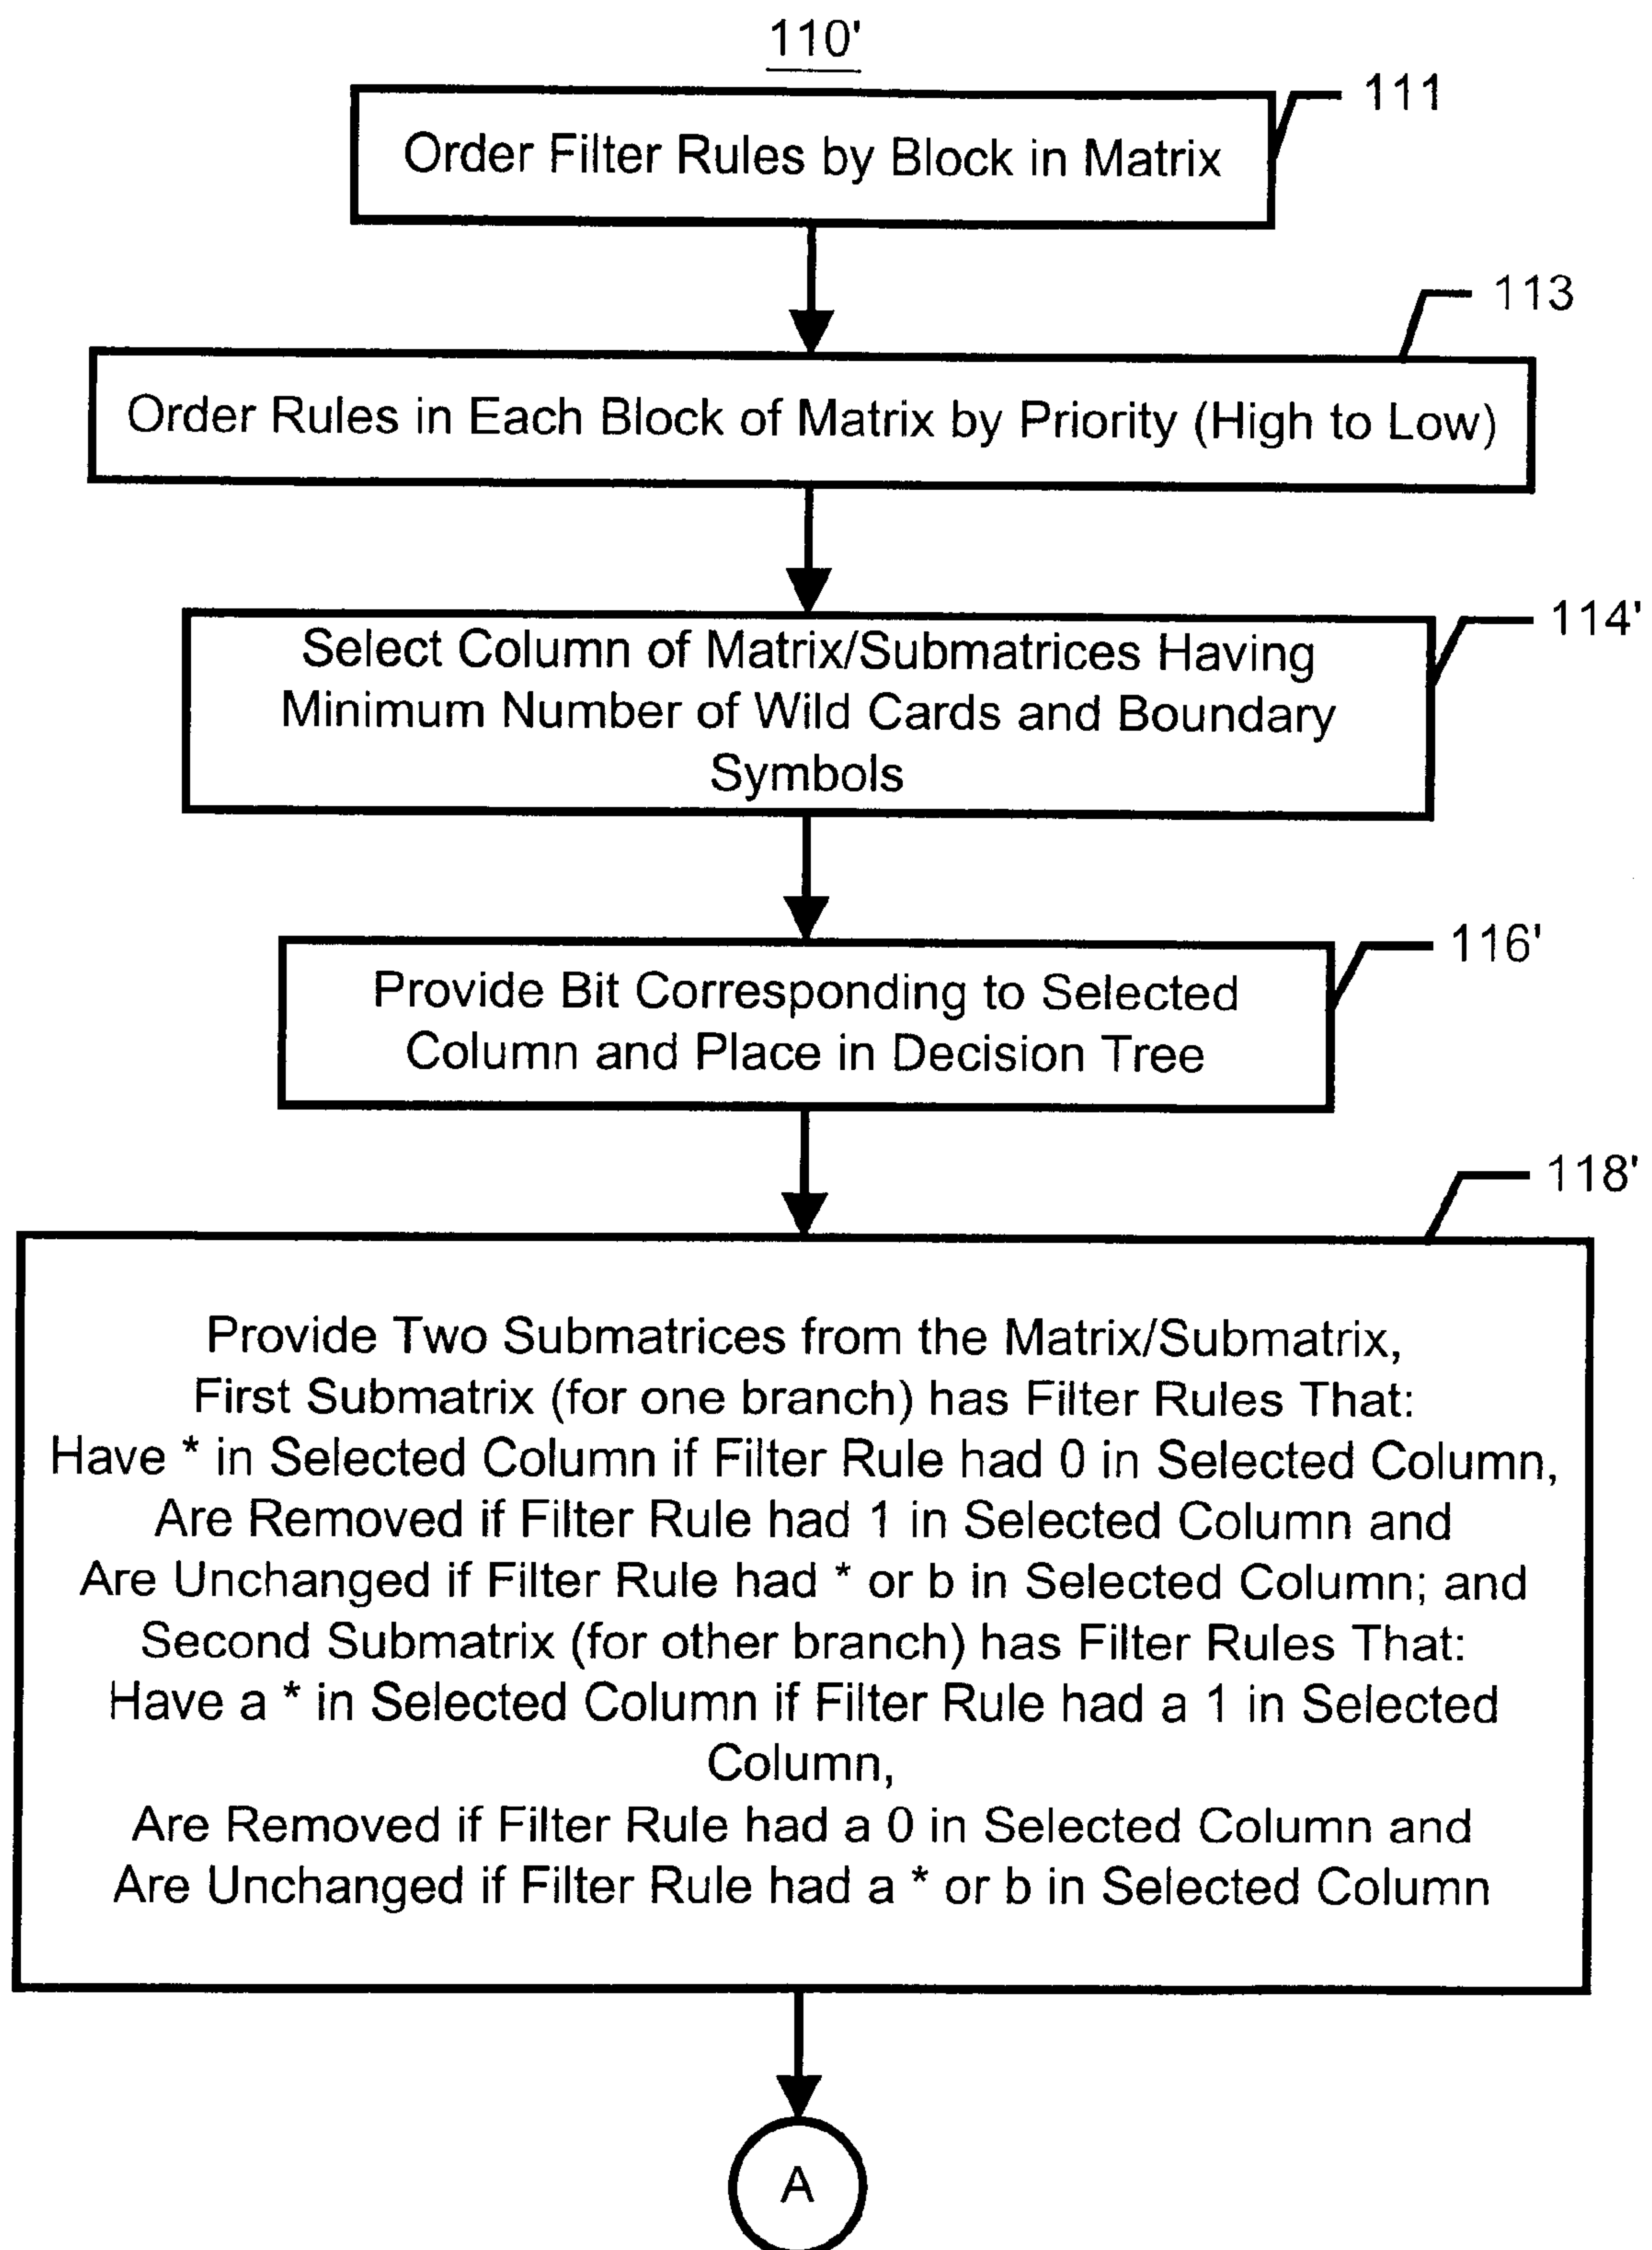 110'
111
Order Filter Rules by Block in Matrix
113
Order Rules in Each Block of Matrix by Priority (High to Low)
114'
Select Column of Matrix/Submatrices Having
Minimum Number of Wild Cards and Boundary
Symbols
116'
Provide Bit Corresponding to Selected
Column and Place in Decision Tree
118'
Provide Two Submatrices from the Matrix/Submatrix,
First Submatrix (for one branch) has Filter Rules That:
Have * in Selected Column if Filter Rule had 0 in Selected Column,
Are Removed if Filter Rule had 1 in Selected Column and
Are Unchanged if Filter Rule had * or b in Selected Column; and
Second Submatrix (for other branch) has Filter Rules That:
Have a * in Selected Column if Filter Rule had a 1 in Selected
Column,
Are Removed if Filter Rule had a 0 in Selected Column and
Are Unchanged if Filter Rule had a * or b in Selected Column
A